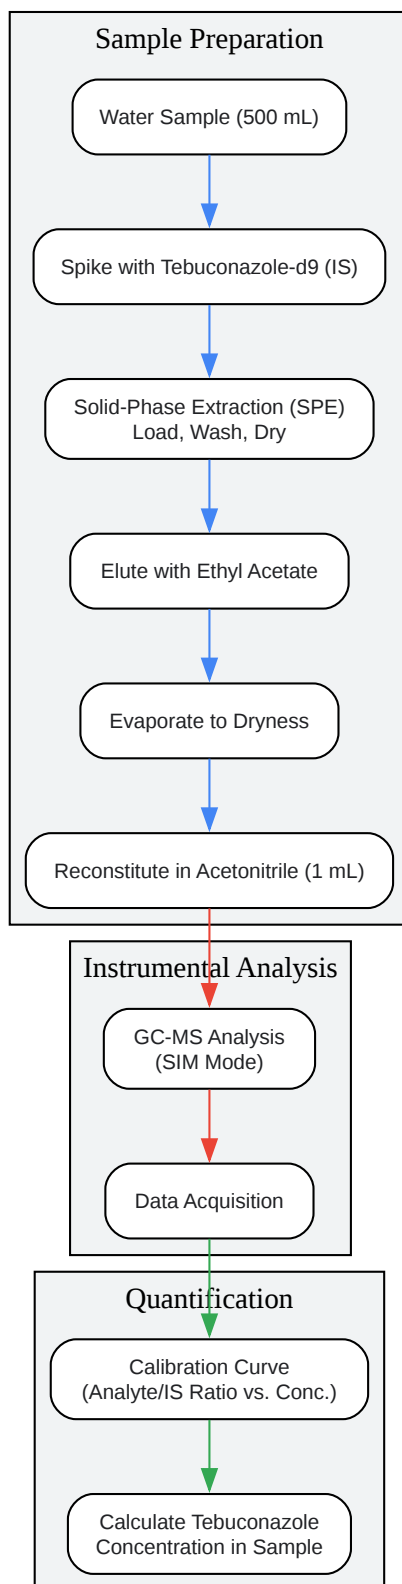 Sample Preparation
Water Sample (500 mL)
Spike with Tebuconazole-d9 (IS)
Solid-Phase Extraction (SPE)
Load, Wash, Dry
Elute with Ethyl Acetate
Evaporate to Dryness
Reconstitute in Acetonitrile (1 mL)
Instrumental Analysis
GC-MS Analysis
(SIM Mode)
Data Acquisition
Quantification
Calibration Curve
(Analyte/IS Ratio vs. Conc.)
Calculate Tebuconazole
Concentration in Sample